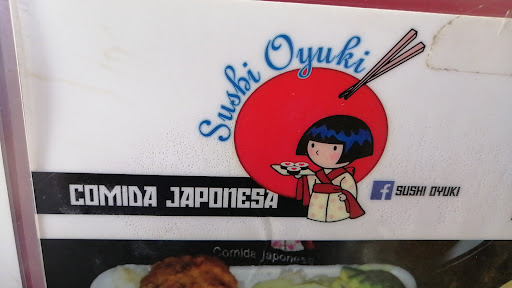 Sushi Oyuki
COMIDA JAPONESA
SUSHI OYUKI
Comida Japonesa